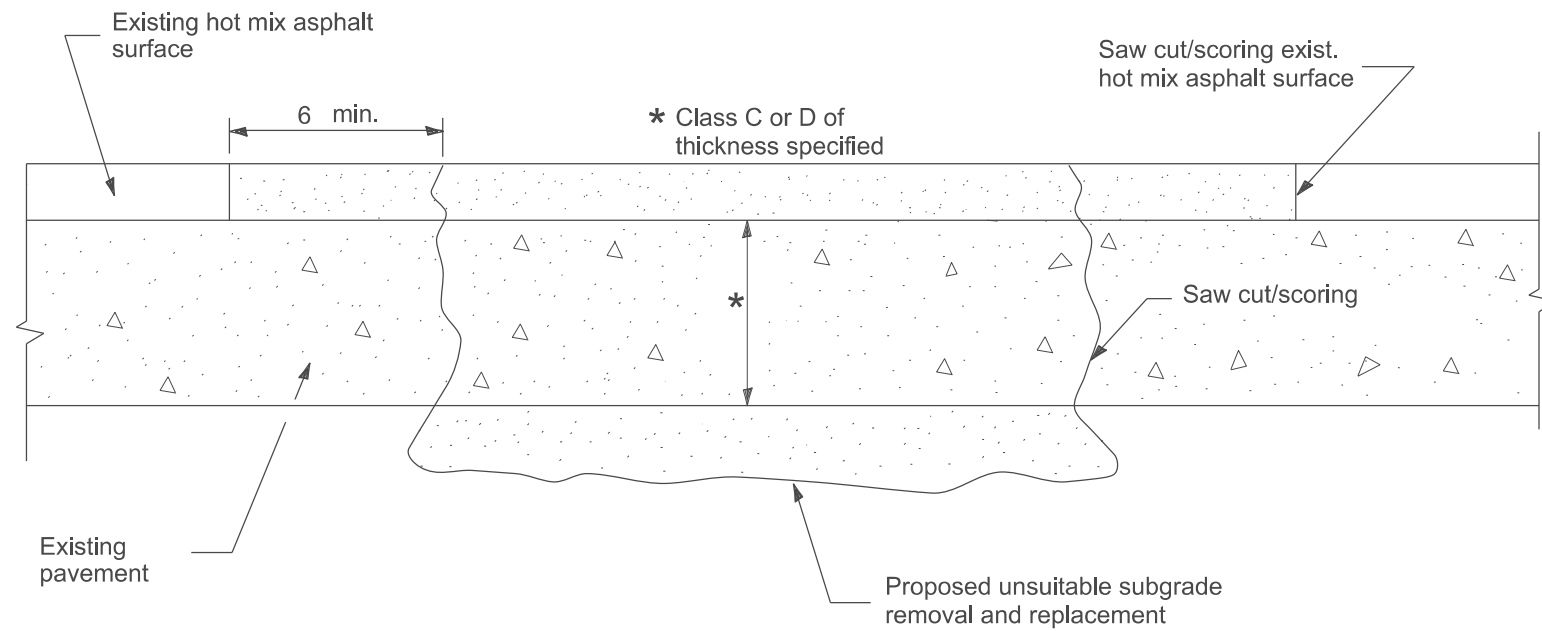 Existing hot mix asphalt
surface
6 min.
* Class C or D of
thickness specified
Saw cut/scoring exist.
hot mix asphalt surface
*
Saw cut/scoring
Existing
pavement
Proposed unsuitable subgrade
removal and replacement